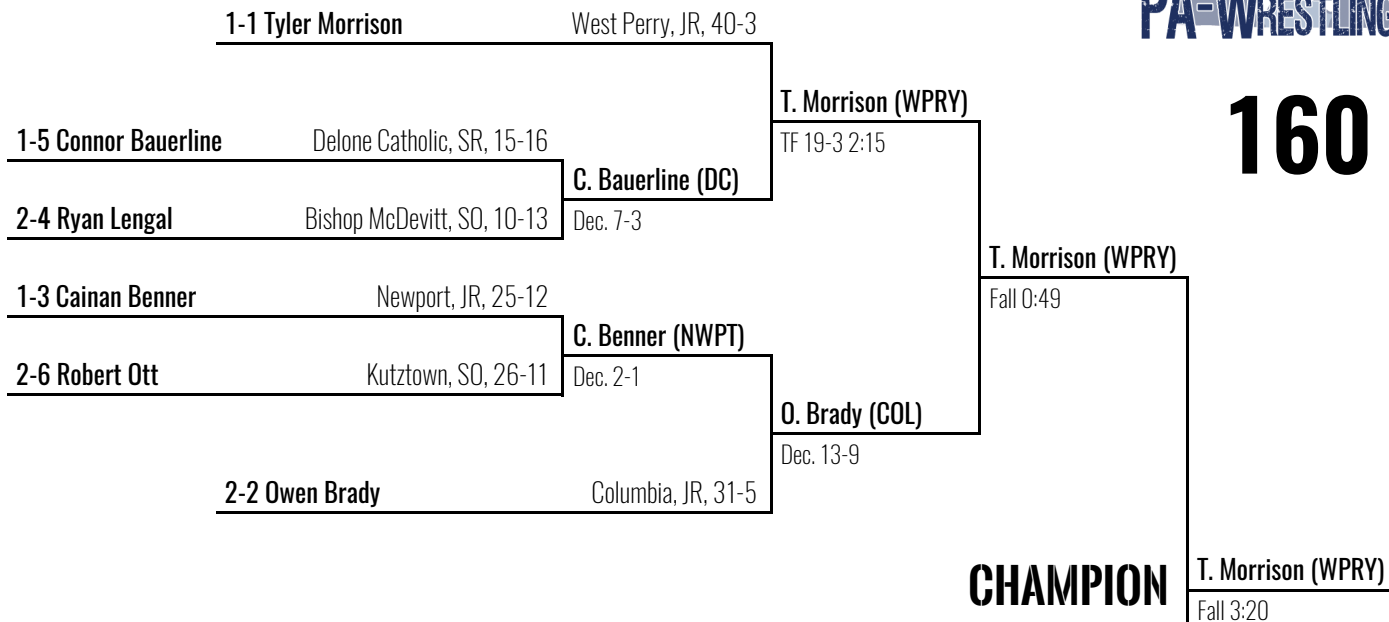 PA-WRESTLING
1-1 Tyler Morrison West Perry, JR, 40-3
T. Morrison (WPRY)
160
1-5 Connor Bauerline Delone Catholic, SR, 15-16
TF 19-3 2:15
C. Bauerline (DC)
2-4 Ryan Lengal Bishop McDevitt, SO, 10-13
Dec. 7-3
T. Morrison (WPRY)
1-3 Cainan Benner Newport, JR, 25-12
Fall 0:49
C. Benner (NWPT)
2-6 Robert Ott Kutztown, SO, 26-11
Dec. 2-1
O. Brady (COL)
Dec. 13-9
2-2 Owen Brady Columbia, JR, 31-5
CHAMPION
T. Morrison (WPRY)
Fall 3:20